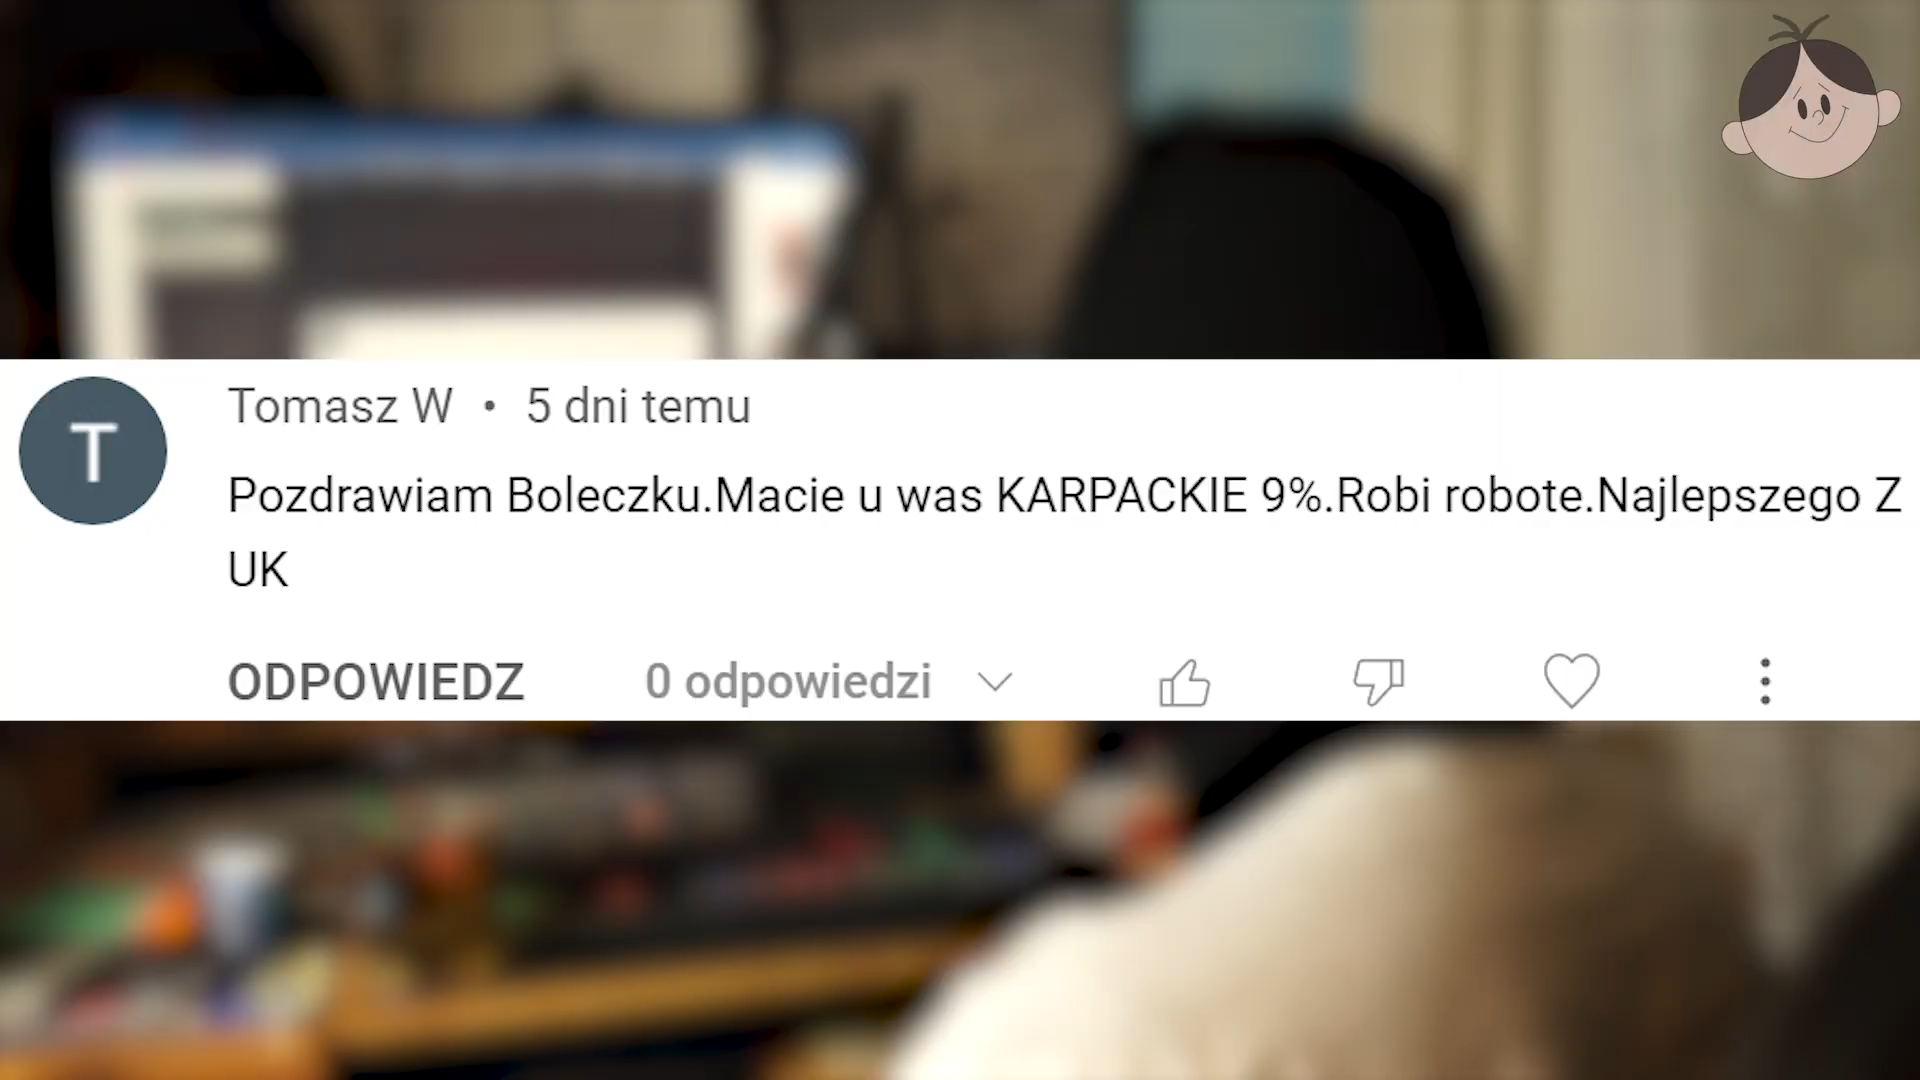 T
Tomasz W • 5 dni temu
Pozdrawiam Boleczku.Macie u was KARPACKIE 9%.Robi robote.Najlepszego Z
UK
ODPOWIEDZ 0 odpowiedzi